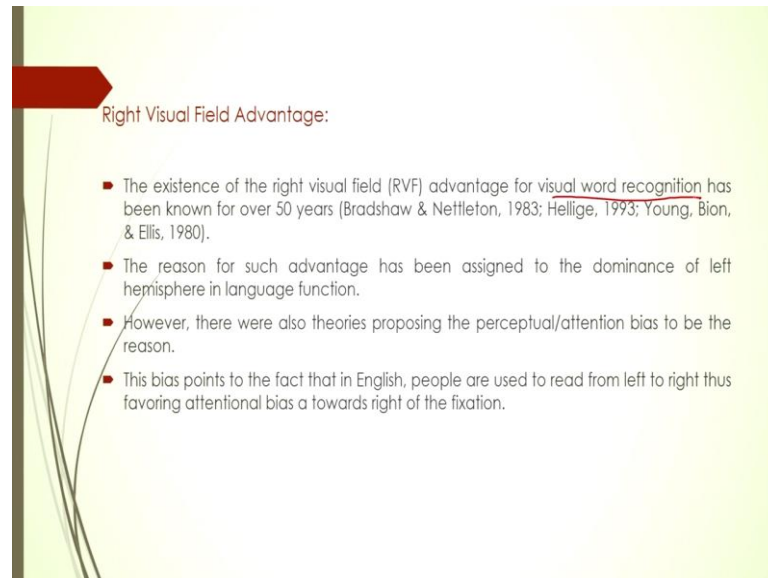 Right Visual Field Advantage:
The existence of the right visual field (RVF) advantage for visual word recognition has
been known for over 50 years (Bradshaw & Nettleton, 1983; Hellige, 1993; Young, Bion,
& Ellis, 1980).
The reason for such advantage has been assigned to the dominance of left
hemisphere in language function.
However, there were also theories proposing the perceptual/attention bias to be the
reason.
This bias points to the fact that in English, people are used to read from left to right thus
favoring attentional bias a towards right of the fixation.